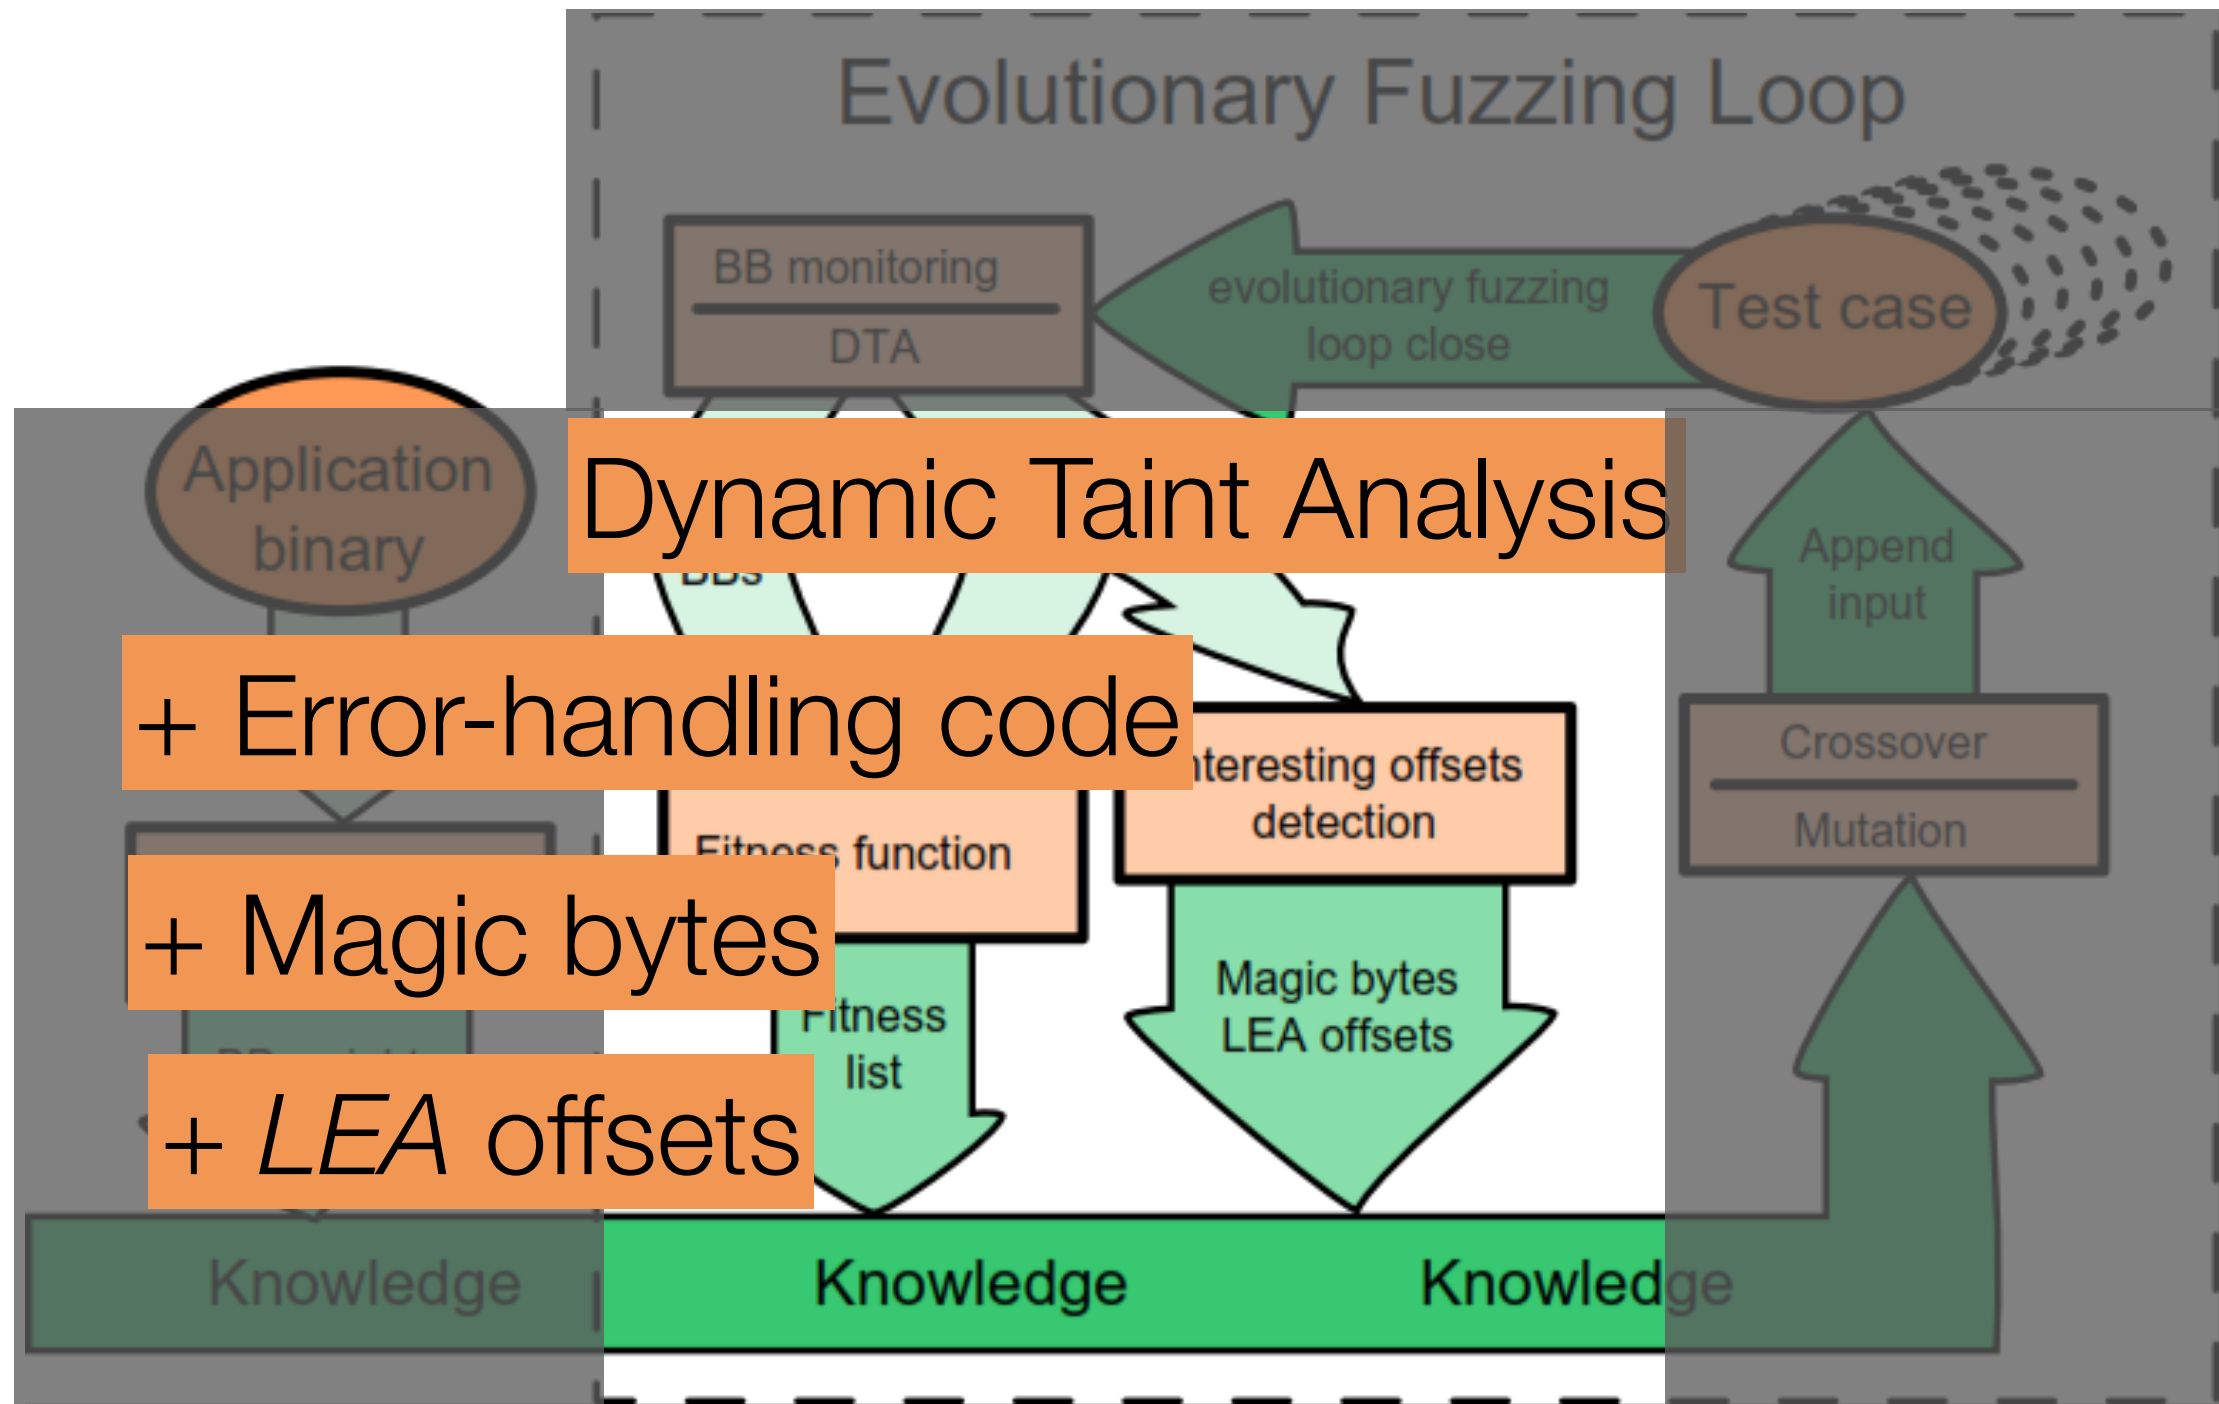 Evolutionary Fuzzing Loop
BB monitoring
DTA
evolutionary fuzzing
loop close
Test case
Application
binary
Dynamic Taint Analysis
BBs
Append
input
+ Error-handling code
nteresting offsets
detection
Crossover
Mutation
Fitness function
+ Magic bytes
Magic bytes
LEA offsets
Fitness
list
+ LEA offsets
Knowledge
Knowledge
Knowledge